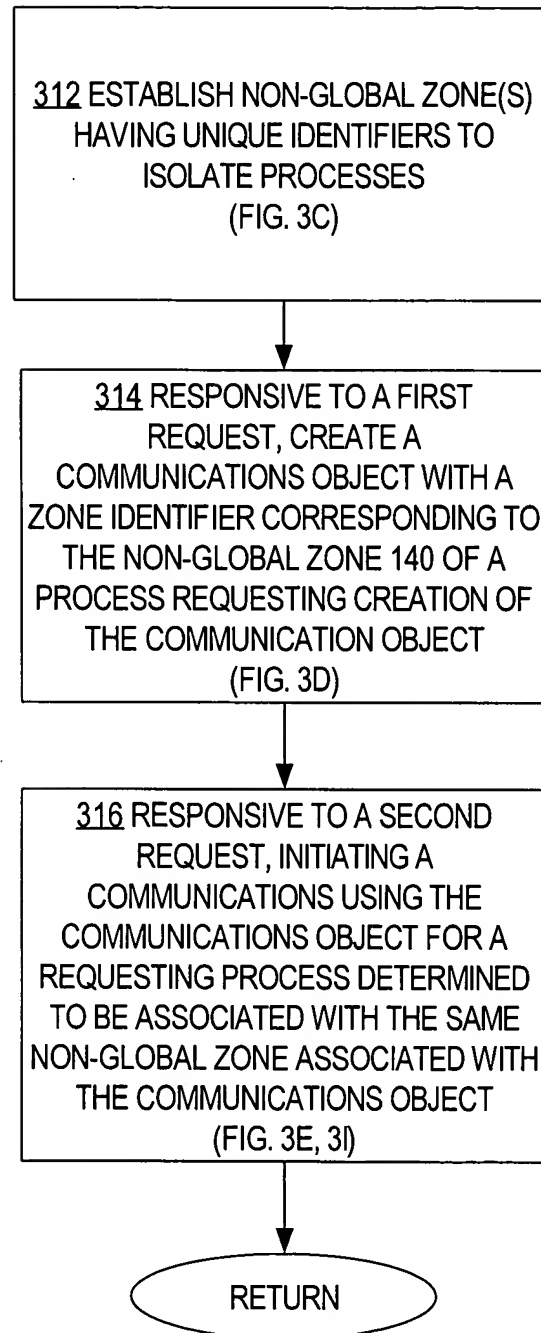 312 ESTABLISH NON-GLOBAL ZONE(S)
HAVING UNIQUE IDENTIFIERS TO
ISOLATE PROCESSES
(FIG. 3C)
314 RESPONSIVE TO A FIRST
REQUEST, CREATE A
COMMUNICATIONS OBJECT WITH A
ZONE IDENTIFIER CORRESPONDING TO
THE NON-GLOBAL ZONE 140 OF A
PROCESS REQUESTING CREATION OF
THE COMMUNICATION OBJECT
(FIG. 3D)
316 RESPONSIVE TO A SECOND
REQUEST, INITIATING A
COMMUNICATIONS USING THE
COMMUNICATIONS OBJECT FOR A
REQUESTING PROCESS DETERMINED
TO BE ASSOCIATED WITH THE SAME
NON-GLOBAL ZONE ASSOCIATED WITH
THE COMMUNICATIONS OBJECT
(FIG. 3E, 3I)
RETURN